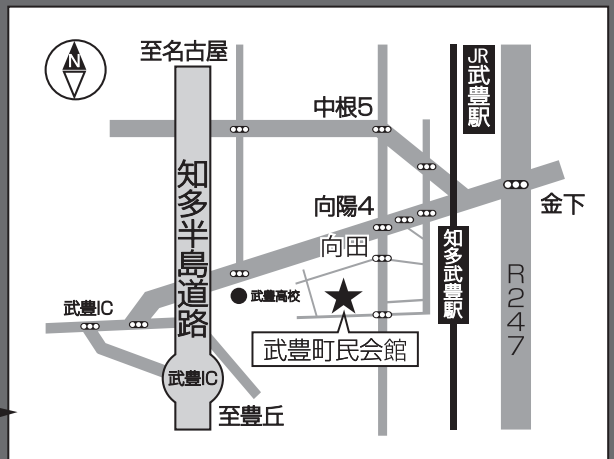 N
至名古屋
JR武豊駅
中根5
知多半島道路
向陽4
金下
向田
知多武豊駅
武豊高校
R247
武豊IC
武豊町民会館
武豊IC
至豊丘